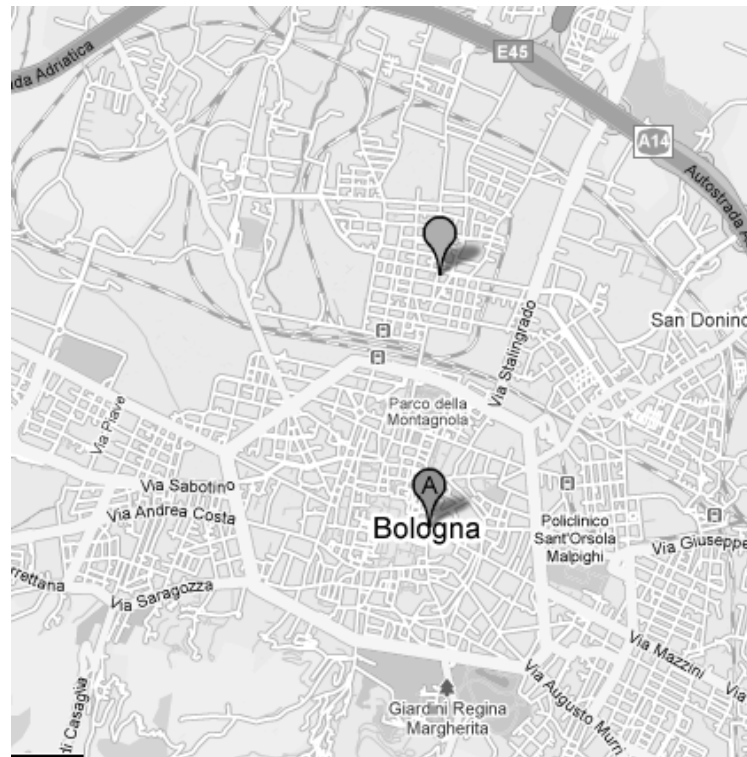 da Adriatica
E45
A14
Autostrada A
San Donino
Via Stalingrado
Parco della
Montagnola
Via Piave
A
Via Sabotino
Bologna
Via Andrea Costa
Policlinico
Sant'Orsola
Malpighi
Via Giuseppe
rrettana
Via Saragozza
Via Mazzini
Via
Via Augusto Murri
Giardini Regina
Margherita
di Casaglia